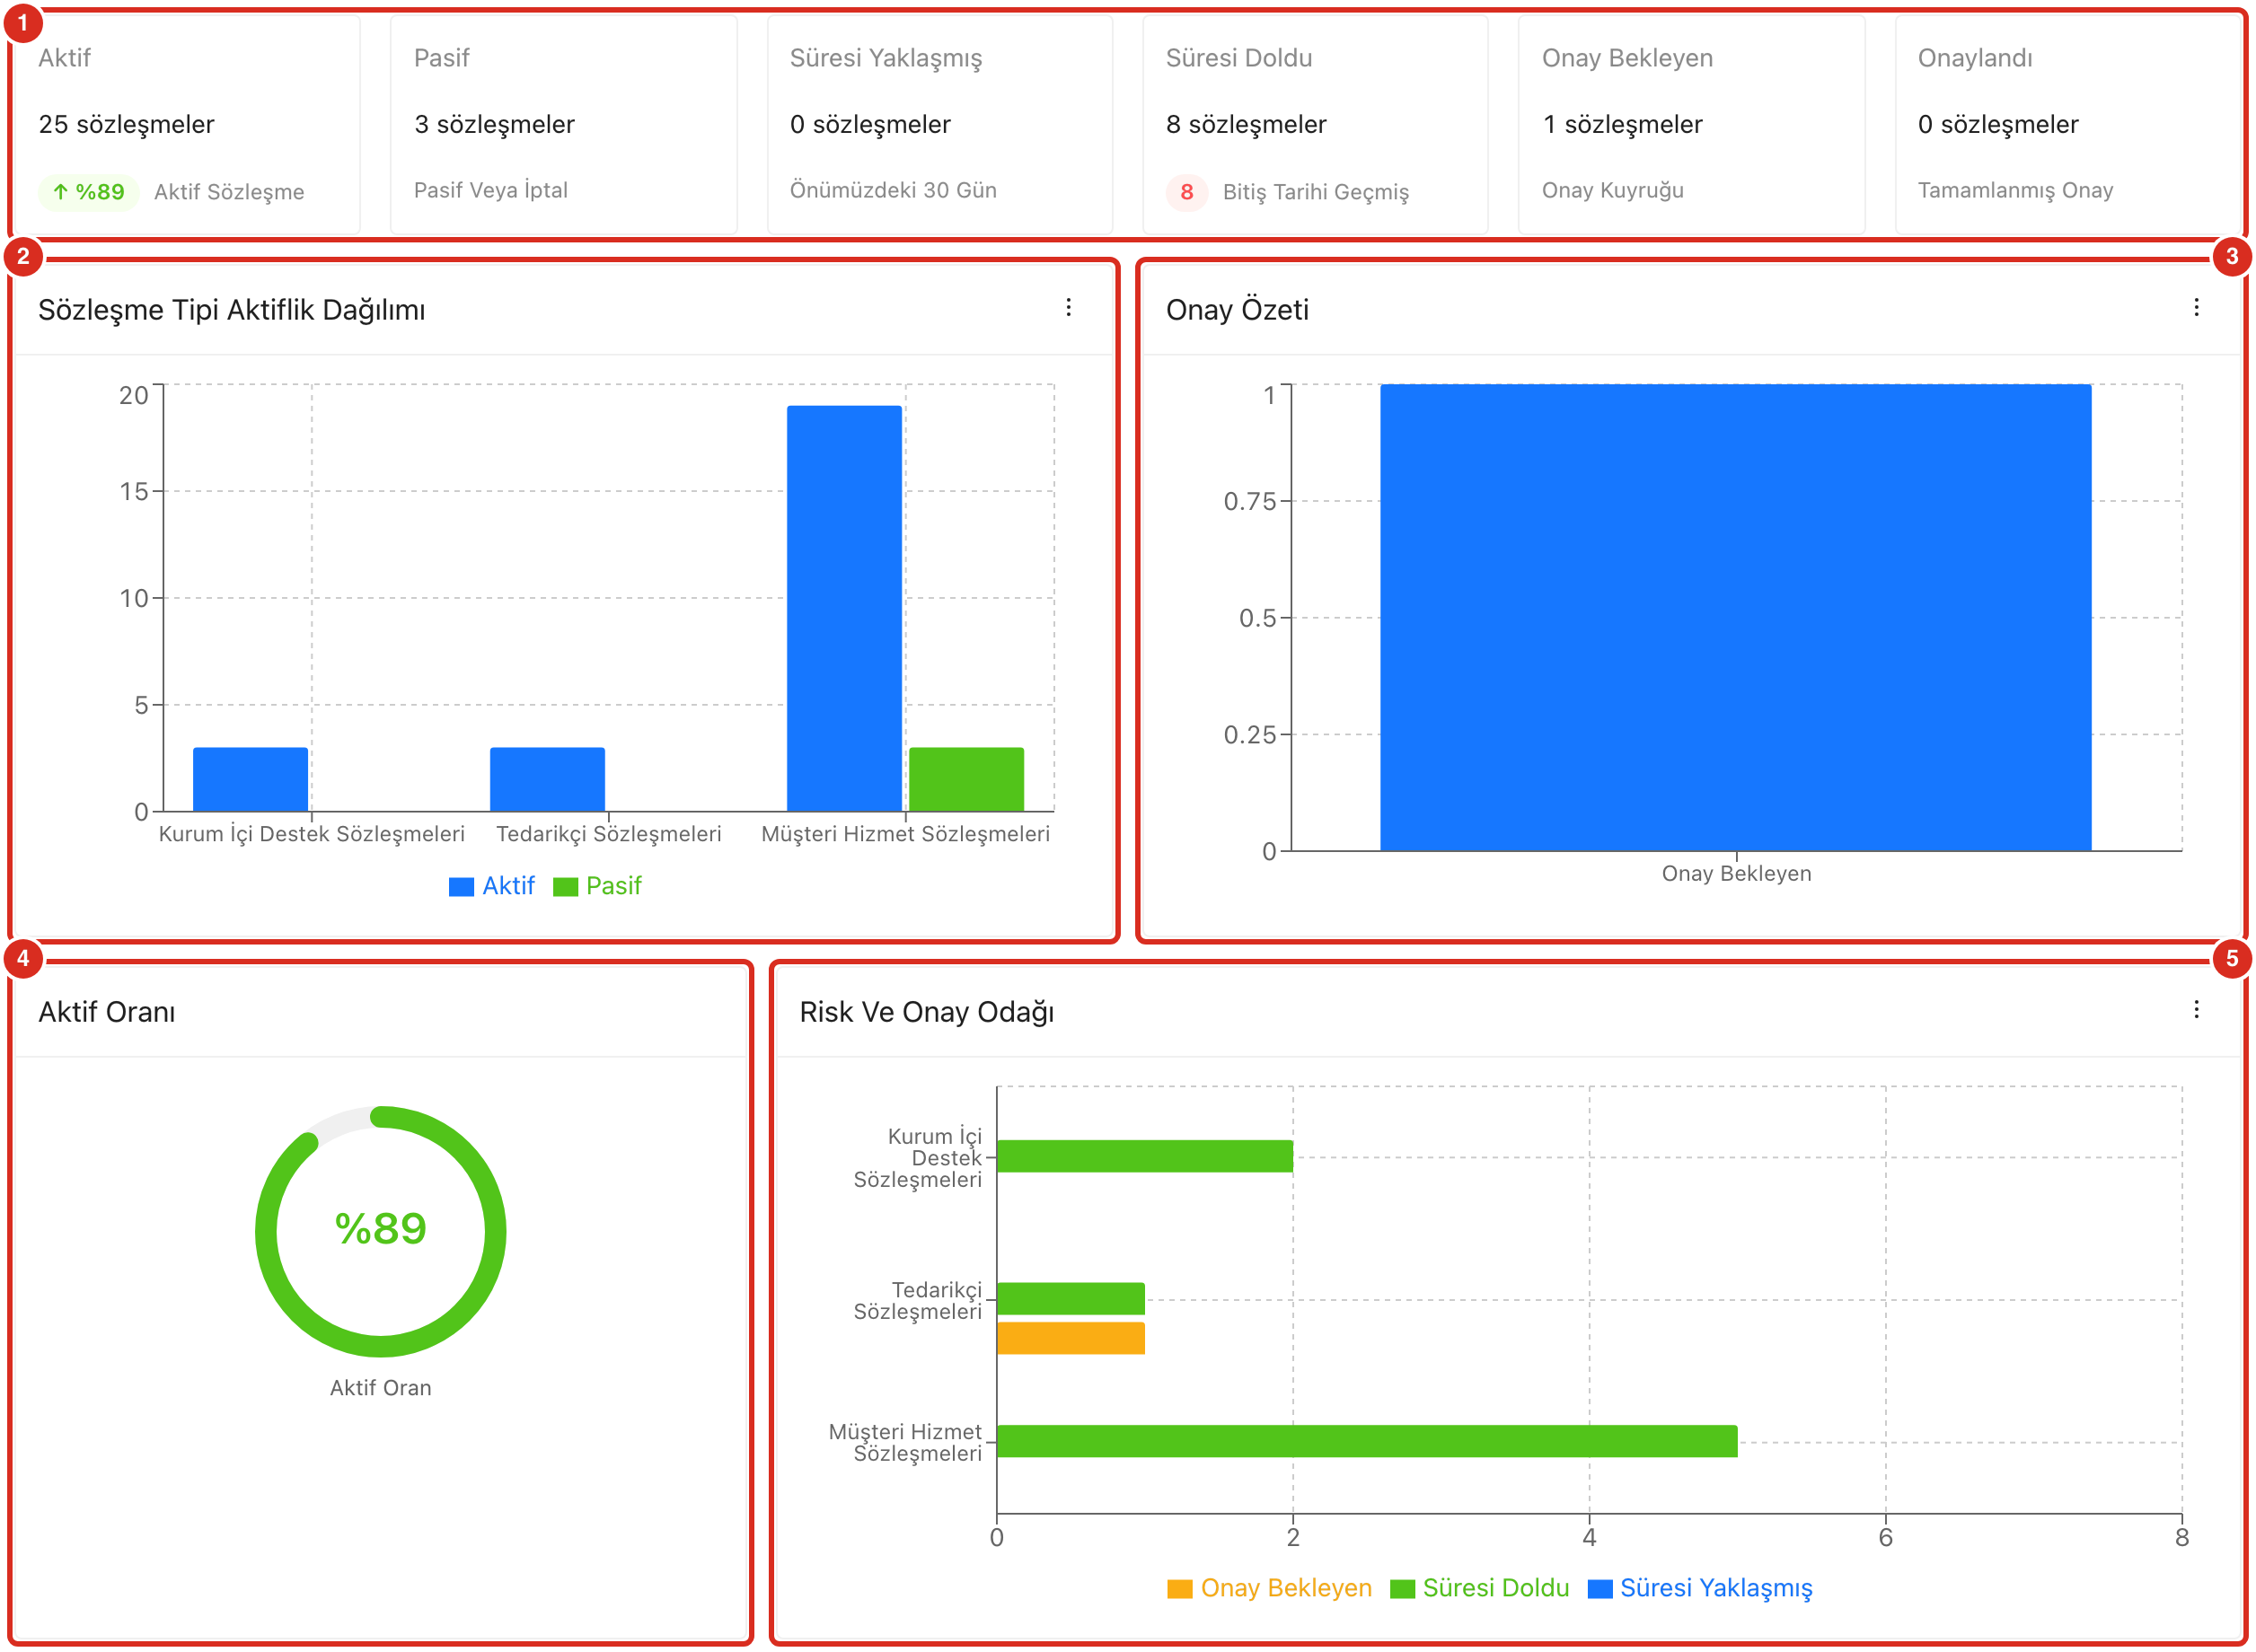 1
Aktif
25 sözleşmeler
↑ %89 Aktif Sözleşme
Pasif
3 sözleşmeler
Pasif Veya İptal
Süresi Yaklaşmış
0 sözleşmeler
Önümüzdeki 30 Gün
Süresi Doldu
8 sözleşmeler
8 Bitiş Tarihi Geçmiş
Onay Bekleyen
1 sözleşmeler
Onay Kuyruğu
Onaylandı
0 sözleşmeler
Tamamlanmış Onay
2
Sözleşme Tipi Aktiflik Dağılımı
20
15
10
5
0
Kurum İçi Destek Sözleşmeleri
Tedarikçi Sözleşmeleri
Müşteri Hizmet Sözleşmeleri
Aktif Pasif
3
Onay Özeti
1
0.75
0.5
0.25
0
Onay Bekleyen
4
Aktif Oranı
%89
Aktif Oran
5
Risk Ve Onay Odağı
Kurum İçi
Destek
Sözleşmeleri
Tedarikçi
Sözleşmeleri
Müşteri Hizmet
Sözleşmeleri
0 2 4 6 8
Onay Bekleyen Süresi Doldu Süresi Yaklaşmış